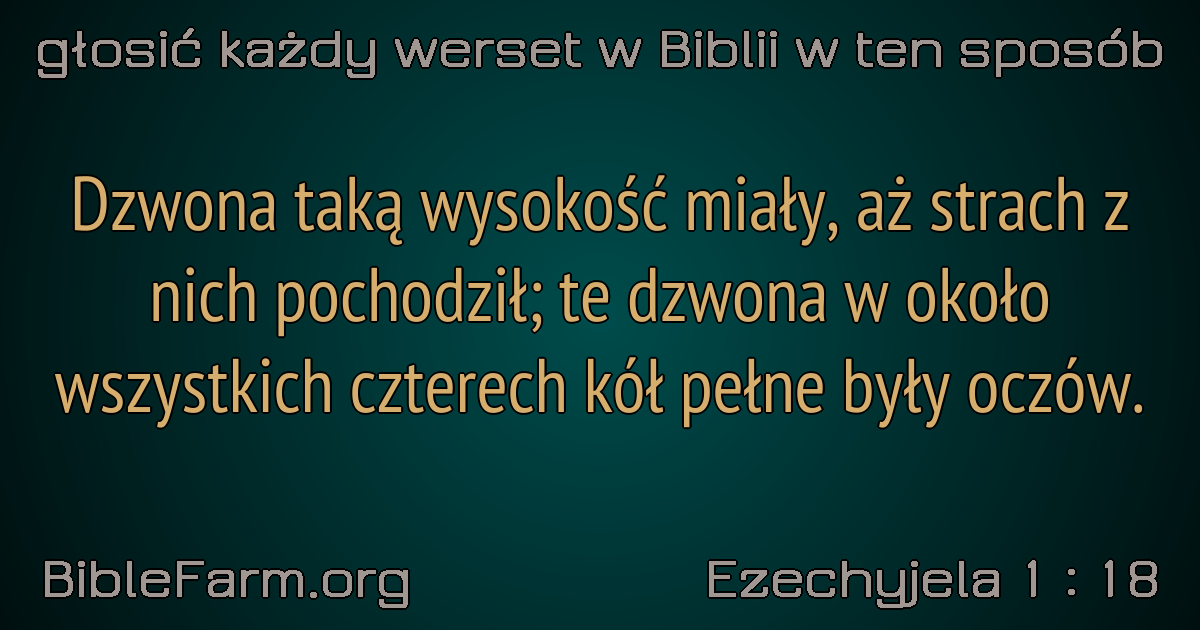 głosić każdy werset w Biblii w ten sposób
Dzwona taką wysokość miały, aż strach z
nich pochodził; te dzwona w około
wszystkich czterech kół pełne były oczów.
BibleFarm.org
Ezechyjela 1 : 18